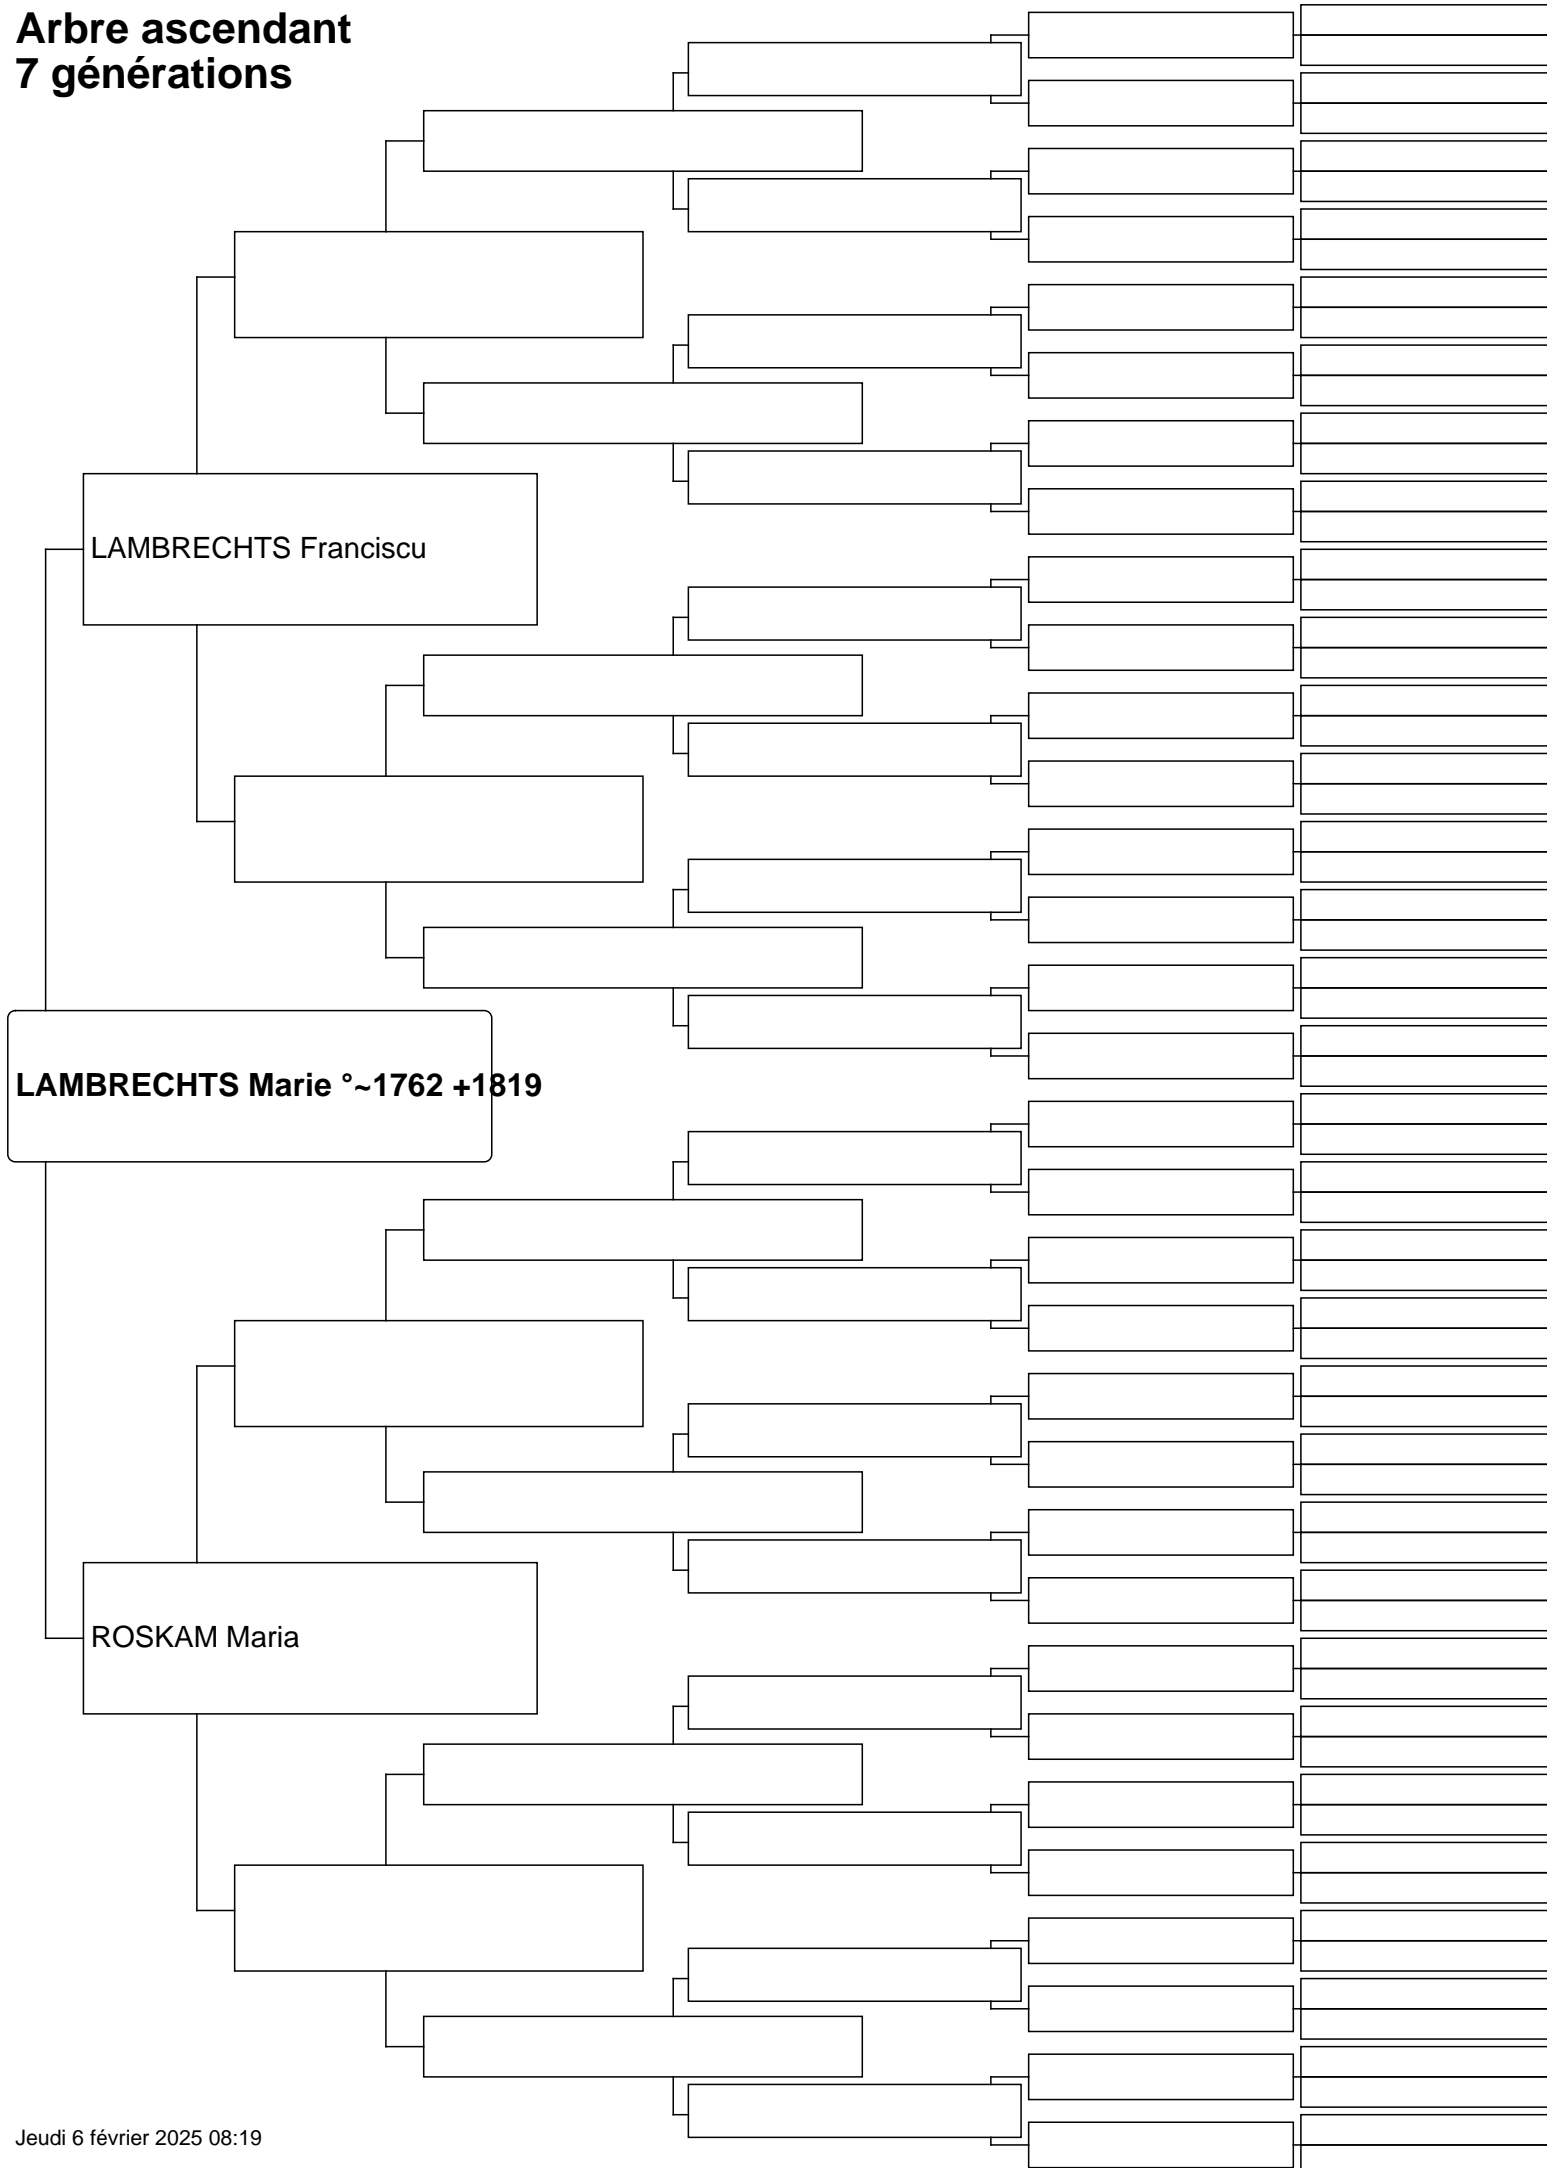 Arbre ascendant
7 générations
LAMBRECHTS Franciscu
LAMBRECHTS Marie °~1762 +1819
ROSKAM Maria
Jeudi 6 février 2025 08:19